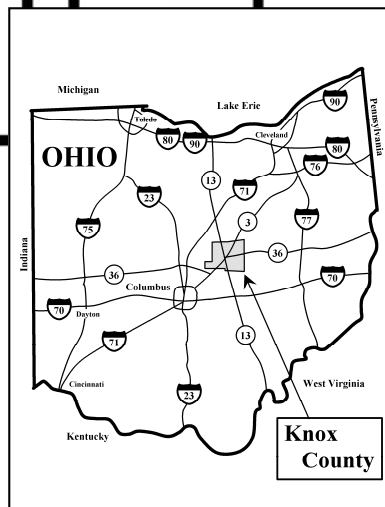 Michigan
Lake Erie
Pennsylvania
90
Toledo
Cleveland
OHIO
80
90
80
76
13
71
23
3
77
75
Indiana
36
36
70
Columbus
70
Dayton
71
13
Cincinnati
West Virginia
23
Kentucky
Knox
County